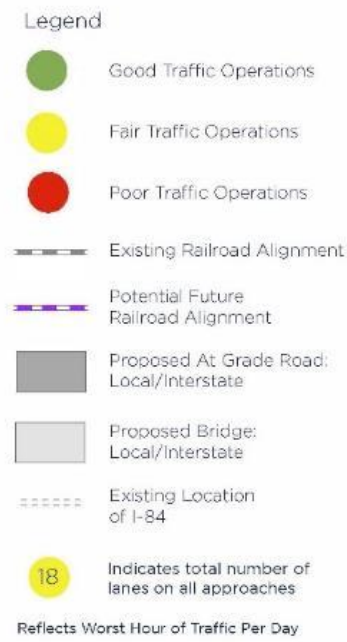 Legend
Good Traffic Operations
Fair Traffic Operations
Poor Traffic Operations
Existing Railroad Alignment
Potential Future
Railroad Alignment
Proposed At Grade Road:
Local/Interstate
Proposed Bridge:
Local/Interstate
Existing Location
of I-84
18
Indicates total number of
lanes on all approaches
Reflects Worst Hour of Traffic Per Day